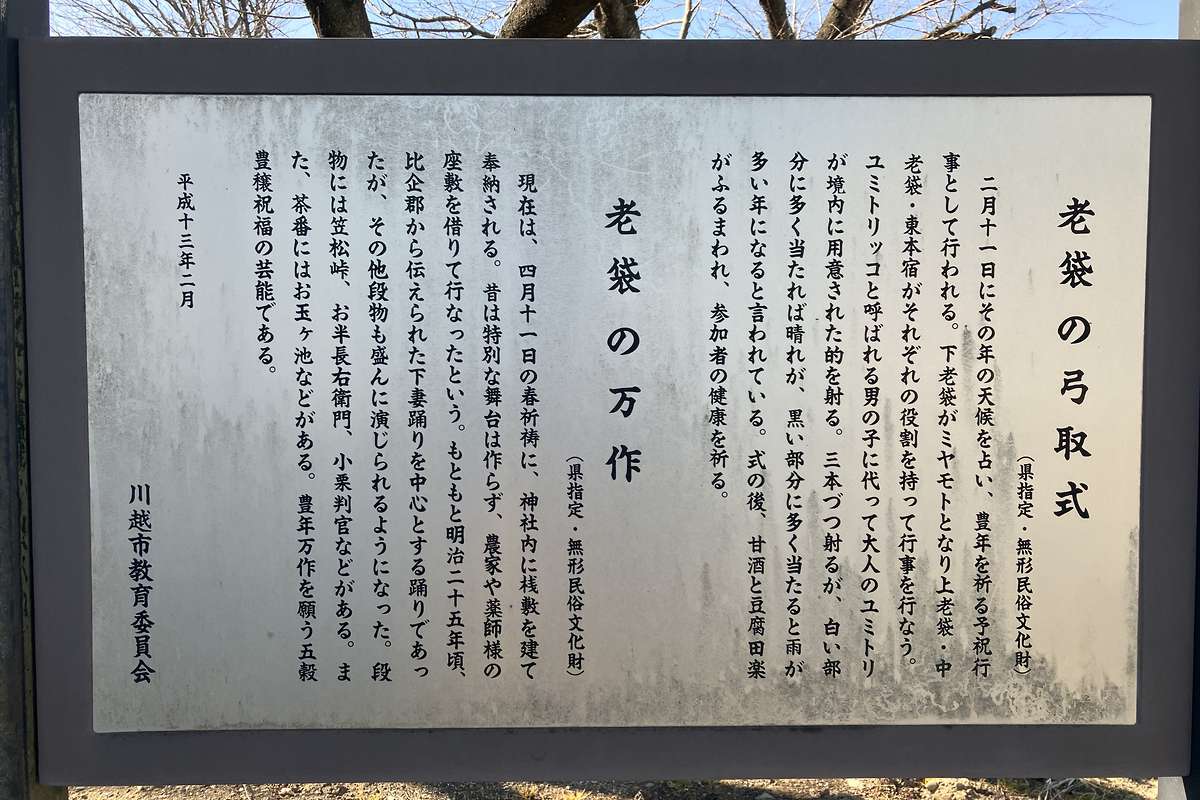 老袋の弓取式
（県指定・無形民俗文化財）
二月十一日にその年の天候を占い、豊年を祈る予祝行
事として行われる。下老袋がミヤモトとなり上老袋・中
老袋・東本宿がそれぞれの役割を持って行事を行なう。
ユミトリッコと呼ばれる男の子に代って大人のユミトリ
が境内に用意された的を射る。三本づつ射るが、白い部
分に多く当たれば晴れが、黒い部分に多く当たると雨が
多い年になると言われている。式の後、甘酒と豆腐田楽
がふるまわれ、参加者の健康を祈る。
老袋の万作
（県指定・無形民俗文化財）
現在は、四月十一日の春祈祷に、神社内に桟敷を建て
奉納される。昔は特別な舞台は作らず、農家や薬師様の
座敷を借りて行なったという。もともと明治二十五年頃、
比企郡から伝えられた下妻踊りを中心とする踊りであっ
たが、その他段物も盛んに演じられるようになった。段
物には笠松峠、お半長右衛門、小栗判官などがある。ま
た、茶番にはお玉ヶ池などがある。豊年万作を願う五穀
豊穣祝福の芸能である。
平成十三年二月
川越市教育委員会